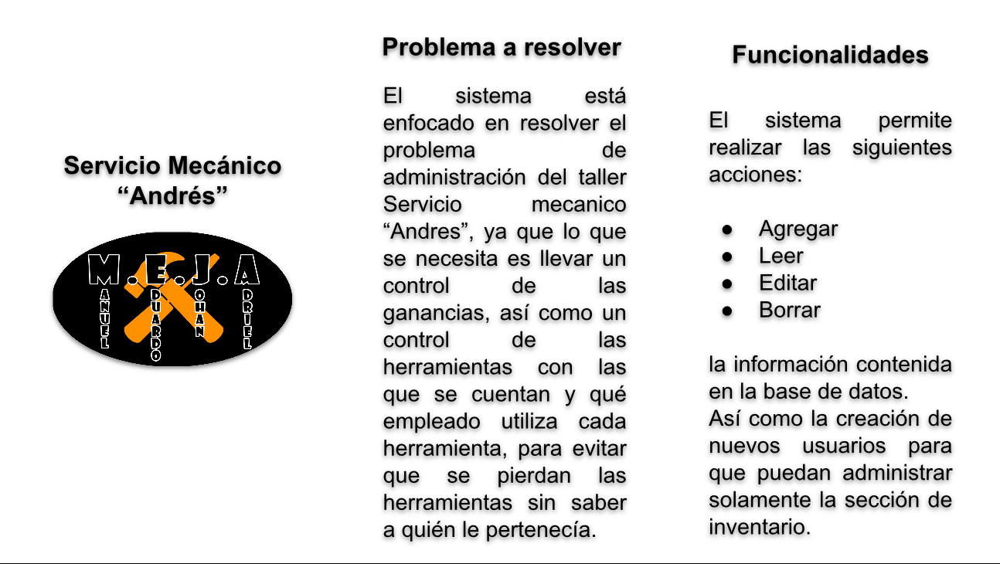 Servicio Mecánico
“Andrés”
M.E.J.A
MANUEL
EDUARDO
JOHAN
ADRIEL
Problema a resolver
El sistema está
enfocado en resolver el
problema de
administración del taller
Servicio mecanico
“Andres”, ya que lo que
se necesita es llevar un
control de las
ganancias, así como un
control de las
herramientas con las
que se cuentan y qué
empleado utiliza cada
herramienta, para evitar
que se pierdan las
herramientas sin saber
a quién le pertenecía.
Funcionalidades
El sistema permite
realizar las siguientes
acciones:
● Agregar
● Leer
● Editar
● Borrar
la información contenida
en la base de datos.
Así como la creación de
nuevos usuarios para
que puedan administrar
solamente la sección de
inventario.